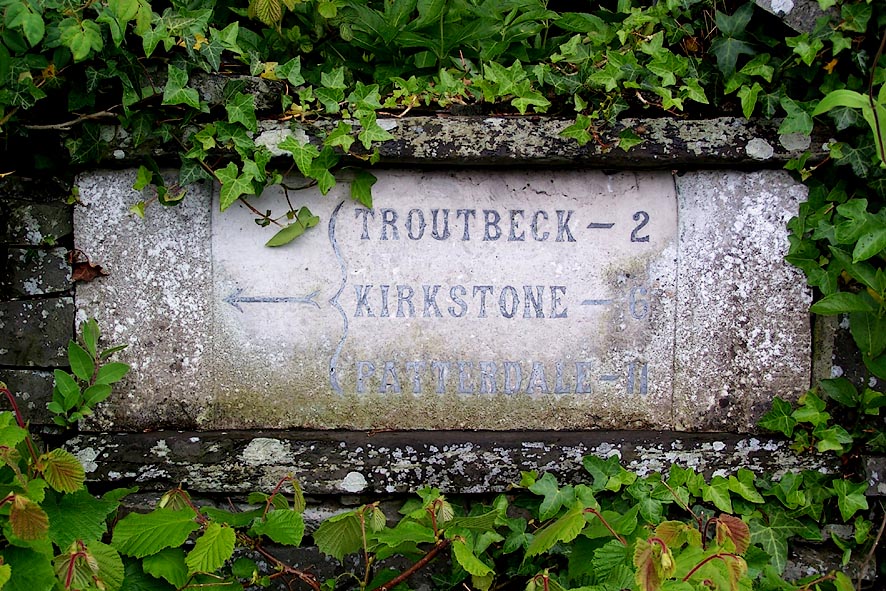 TROUTBECK – 2
KIRKSTONE – 6
PATTERDALE – 11